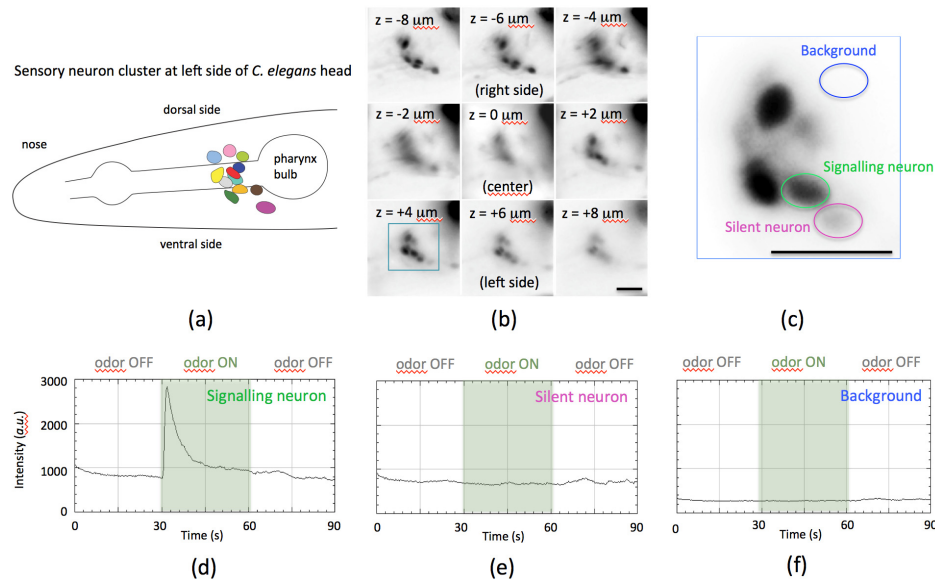 Sensory neuron cluster at left side of C. elegans head
dorsal side
nose
pharynx
bulb
ventral side
(a)
z = -8 µm
z = -6 µm
z = -4 µm
(right side)
z = -2 µm
z = 0 µm
z = +2 µm
(center)
z = +4 µm
z = +6 µm
z = +8 µm
(left side)
(b)
Background
Signalling neuron
Silent neuron
(c)
odor OFF odor ON odor OFF
Signalling neuron
Intensity (a.u.)
3000
2000
1000
0
0 30 60 90
Time (s)
(d)
odor OFF odor ON odor OFF
Silent neuron
0 30 60 90
Time (s)
(e)
odor OFF odor ON odor OFF
Background
0 30 60 90
Time (s)
(f)